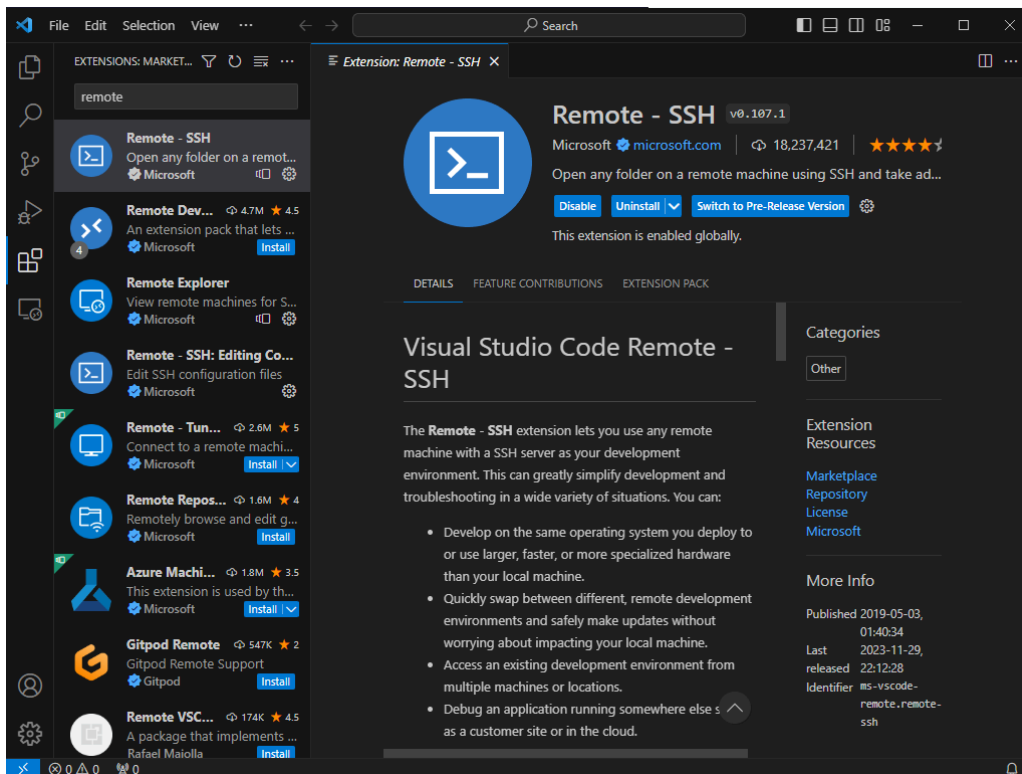 File Edit Selection View ···
Search
EXTENSIONS: MARKET... ···
remote
Remote - SSH
Open any folder on a remot...
Microsoft
Remote Dev... 4.7M ★ 4.5
An extension pack that lets ...
4
Microsoft Install
Remote Explorer
View remote machines for S...
Microsoft
Remote - SSH: Editing Co...
Edit SSH configuration files
Microsoft
Remote - Tun... 2.6M ★ 5
Connect to a remote machi...
Microsoft Install
Remote Repos... 1.6M ★ 4
Remotely browse and edit g...
Microsoft Install
Azure Machi... 1.8M ★ 3.5
This extension is used by th...
Microsoft Install
Gitpod Remote 547K ★ 2
Gitpod Remote Support
Gitpod Install
Remote VSC... 174K ★ 4.5
A package that implements ...
Rafael Maiolla Install
Extension: Remote - SSH
Remote - SSH v0.107.1
Microsoft microsoft.com 18,237,421
Open any folder on a remote machine using SSH and take ad...
Disable Uninstall Switch to Pre-Release Version
This extension is enabled globally.
DETAILS FEATURE CONTRIBUTIONS EXTENSION PACK
Visual Studio Code Remote -
SSH
The Remote - SSH extension lets you use any remote
machine with a SSH server as your development
environment. This can greatly simplify development and
troubleshooting in a wide variety of situations. You can:
• Develop on the same operating system you deploy to
or use larger, faster, or more specialized hardware
than your local machine.
• Quickly swap between different, remote development
environments and safely make updates without
worrying about impacting your local machine.
• Access an existing development environment from
multiple machines or locations.
• Debug an application running somewhere else s
as a customer site or in the cloud.
Categories
Other
Extension
Resources
Marketplace
Repository
License
Microsoft
More Info
Published 2019-05-03,
01:40:34
Last 2023-11-29,
released 22:12:28
Identifier ms-vscode-
remote.remote-
ssh
0 0 0